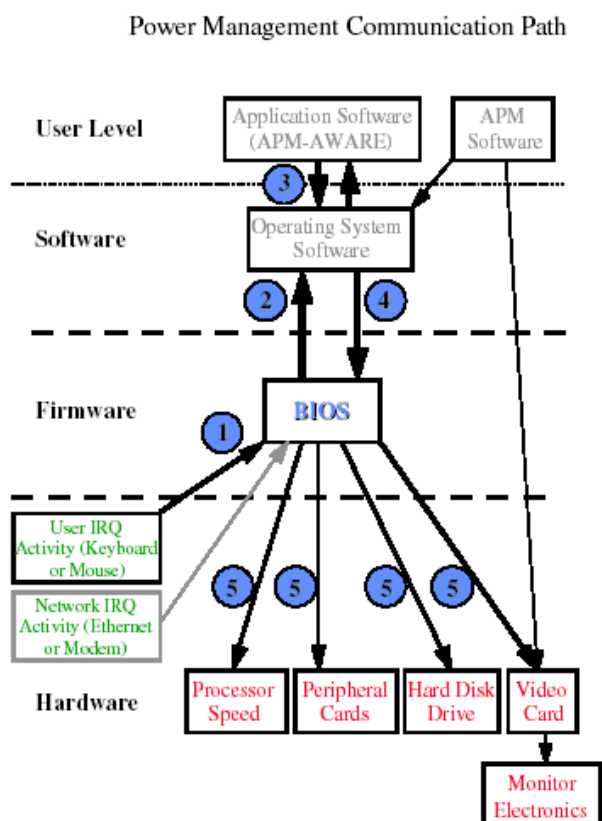 Power Management Communication Path
User Level
Application Software
(APM-AWARE)
APM
Software
3
Software
Operating System
Software
2
4
Firmware
BIOS
1
User IRQ
Activity (Keyboard
or Mouse)
Network IRQ
Activity (Ethernet
or Modem)
5
5
5
5
Hardware
Processor
Speed
Peripheral
Cards
Hard Disk
Drive
Video
Card
Monitor
Electronics